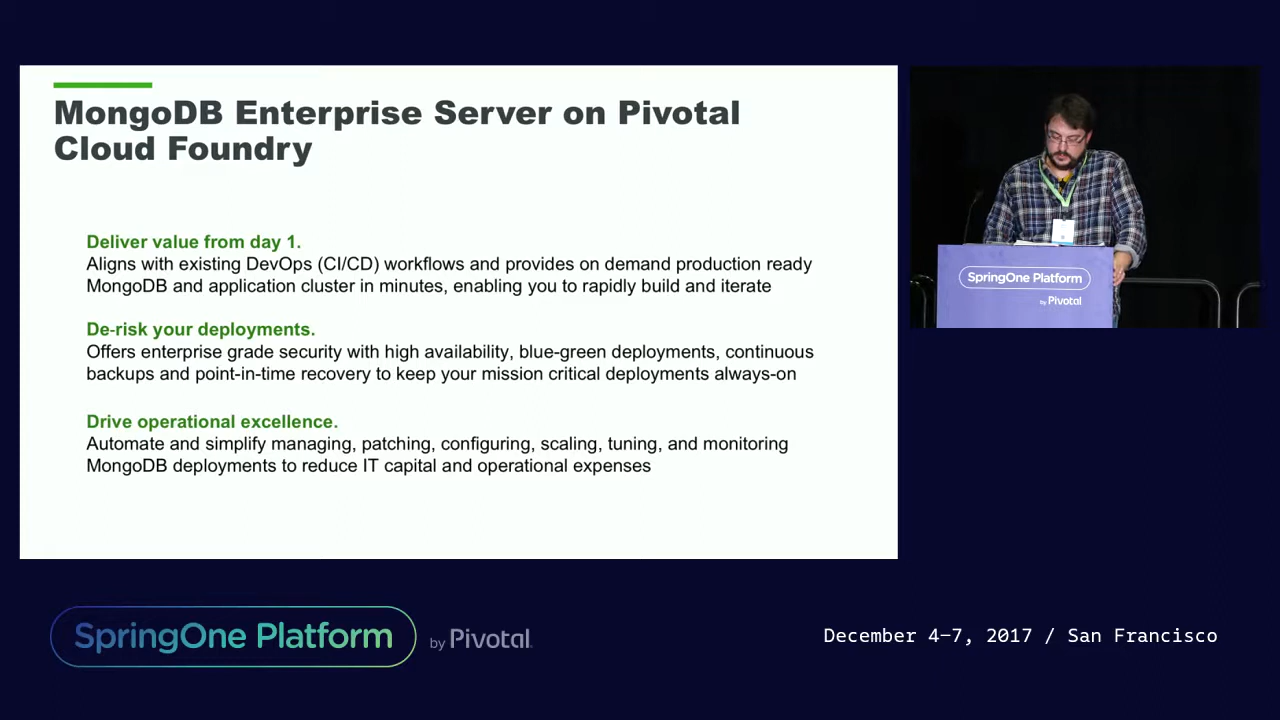 MongoDB Enterprise Server on Pivotal
Cloud Foundry
Deliver value from day 1.
Aligns with existing DevOps (CI/CD) workflows and provides on demand production ready
MongoDB and application cluster in minutes, enabling you to rapidly build and iterate
De-risk your deployments.
Offers enterprise grade security with high availability, blue-green deployments, continuous
backups and point-in-time recovery to keep your mission critical deployments always-on
Drive operational excellence.
Automate and simplify managing, patching, configuring, scaling, tuning, and monitoring
MongoDB deployments to reduce IT capital and operational expenses
SpringOne Platform
by Pivotal
SpringOne Platform by Pivotal.
December 4–7, 2017 / San Francisco